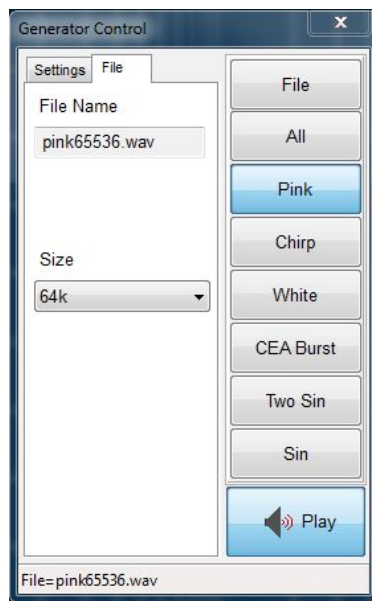 Generator Control
x
Settings File
File Name
pink65536.wav
Size
64k
File
All
Pink
Chirp
White
CEA Burst
Two Sin
Sin
Play
File=pink65536.wav